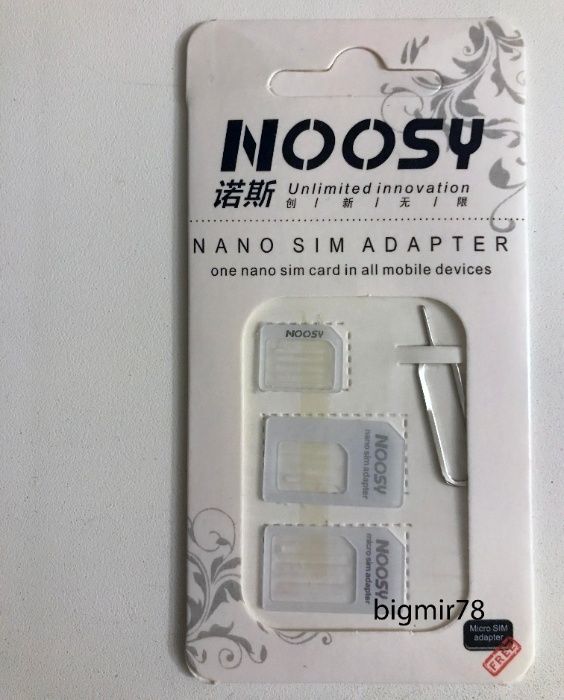 NOOSY
诺斯 Unlimited innovation
创 / 新 / 无 / 限
NANO SIM ADAPTER
one nano sim card in all mobile devices
NOOSY
NOOSY
nano sim adapter
NOOSY
micro sim adapter
bigmir78
Micro SIM
adapter
FREE